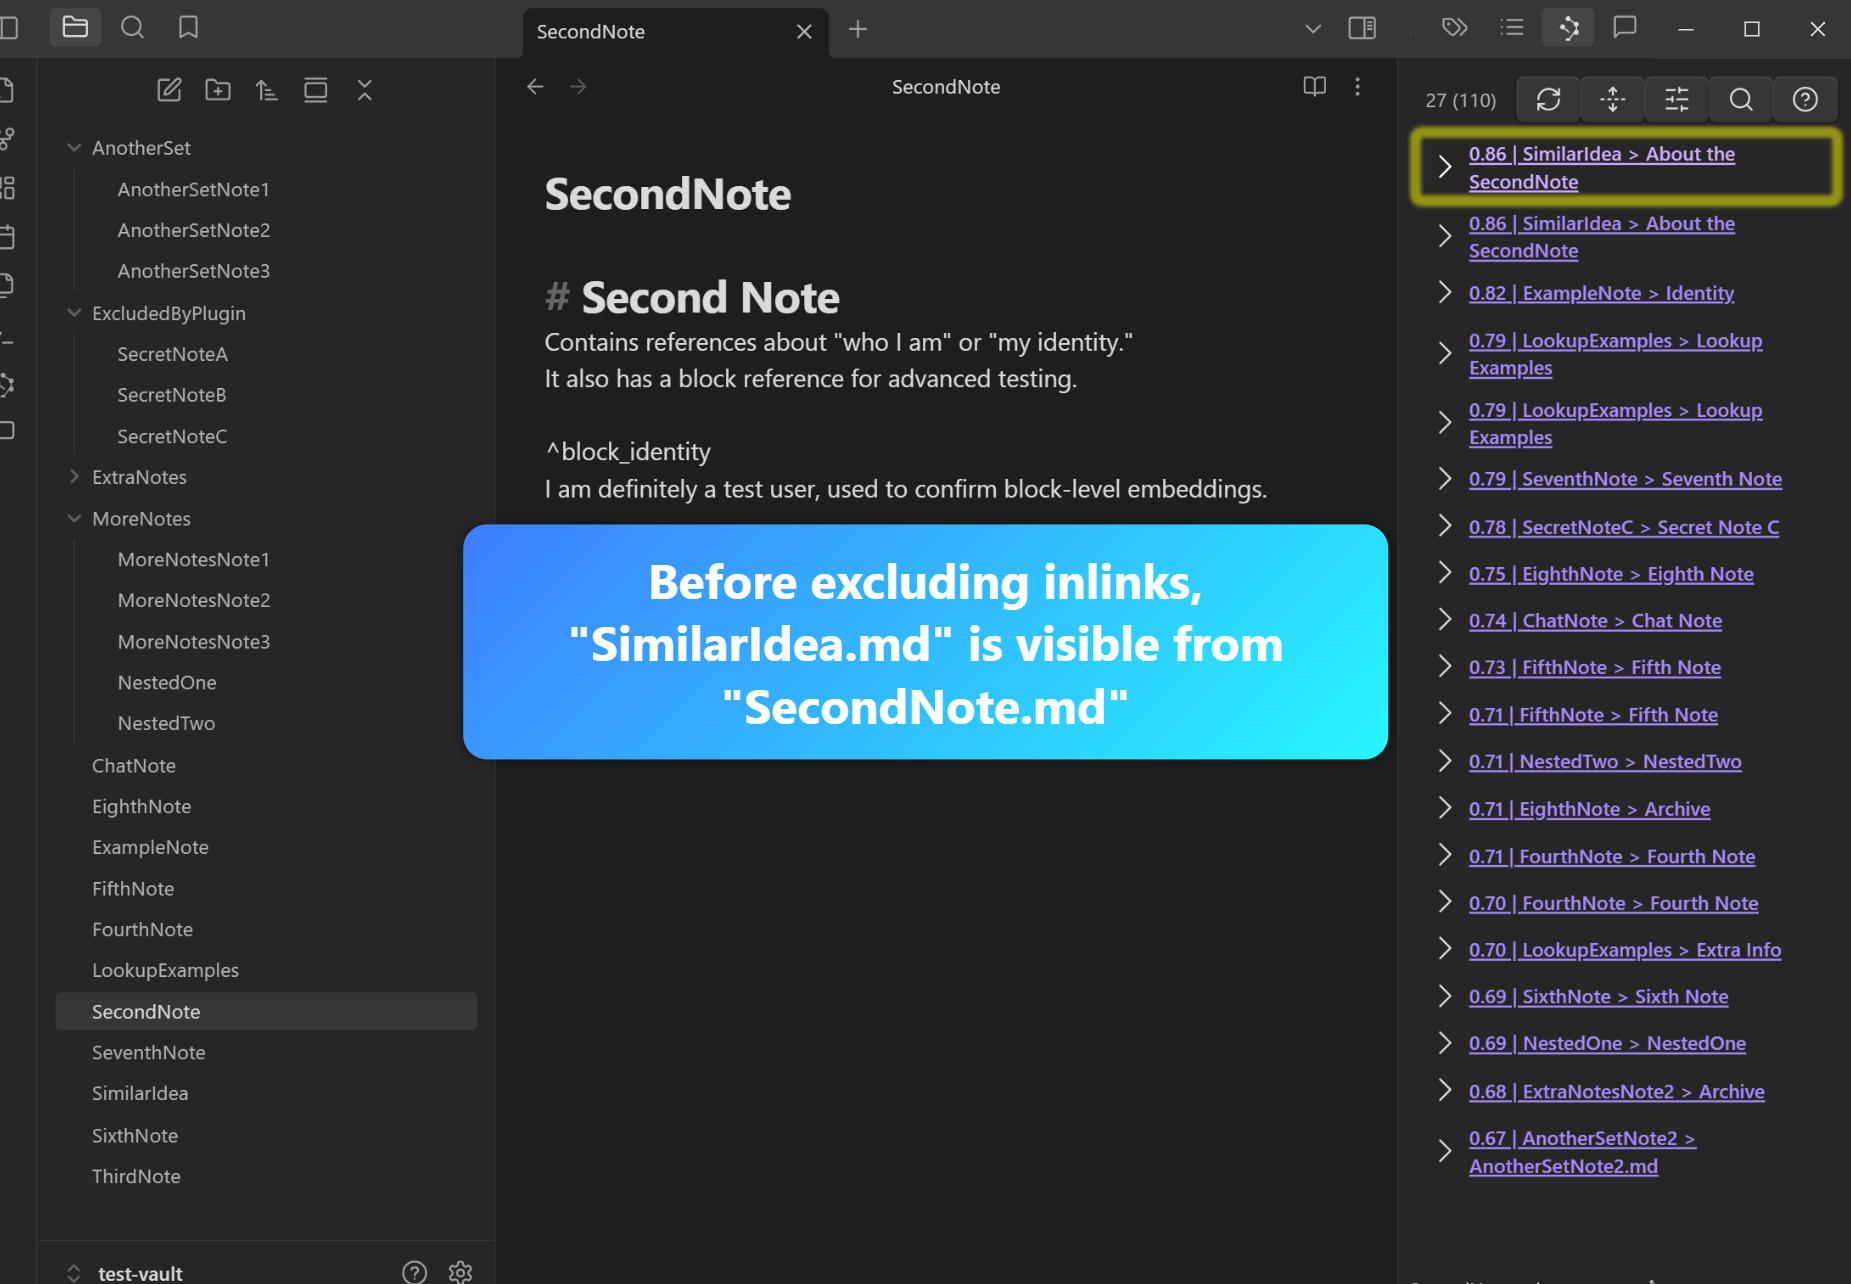 SecondNote
SecondNote
27 (110)
AnotherSet
AnotherSetNote1
AnotherSetNote2
AnotherSetNote3
ExcludedByPlugin
SecretNoteA
SecretNoteB
SecretNoteC
ExtraNotes
MoreNotes
MoreNotesNote1
MoreNotesNote2
MoreNotesNote3
NestedOne
NestedTwo
ChatNote
EighthNote
ExampleNote
FifthNote
FourthNote
LookupExamples
SecondNote
SeventhNote
SimilarIdea
SixthNote
ThirdNote
test-vault
SecondNote
# Second Note
Contains references about "who I am" or "my identity."
It also has a block reference for advanced testing.
^block_identity
I am definitely a test user, used to confirm block-level embeddings.
Before excluding inlinks,
"SimilarIdea.md" is visible from
"SecondNote.md"
0.86 | SimilarIdea > About the
SecondNote
0.86 | SimilarIdea > About the
SecondNote
0.82 | ExampleNote > Identity
0.79 | LookupExamples > Lookup
Examples
0.79 | LookupExamples > Lookup
Examples
0.79 | SeventhNote > Seventh Note
0.78 | SecretNoteC > Secret Note C
0.75 | EighthNote > Eighth Note
0.74 | ChatNote > Chat Note
0.73 | FifthNote > Fifth Note
0.71 | FifthNote > Fifth Note
0.71 | NestedTwo > NestedTwo
0.71 | EighthNote > Archive
0.71 | FourthNote > Fourth Note
0.70 | FourthNote > Fourth Note
0.70 | LookupExamples > Extra Info
0.69 | SixthNote > Sixth Note
0.69 | NestedOne > NestedOne
0.68 | ExtraNotesNote2 > Archive
0.67 | AnotherSetNote2 >
AnotherSetNote2.md